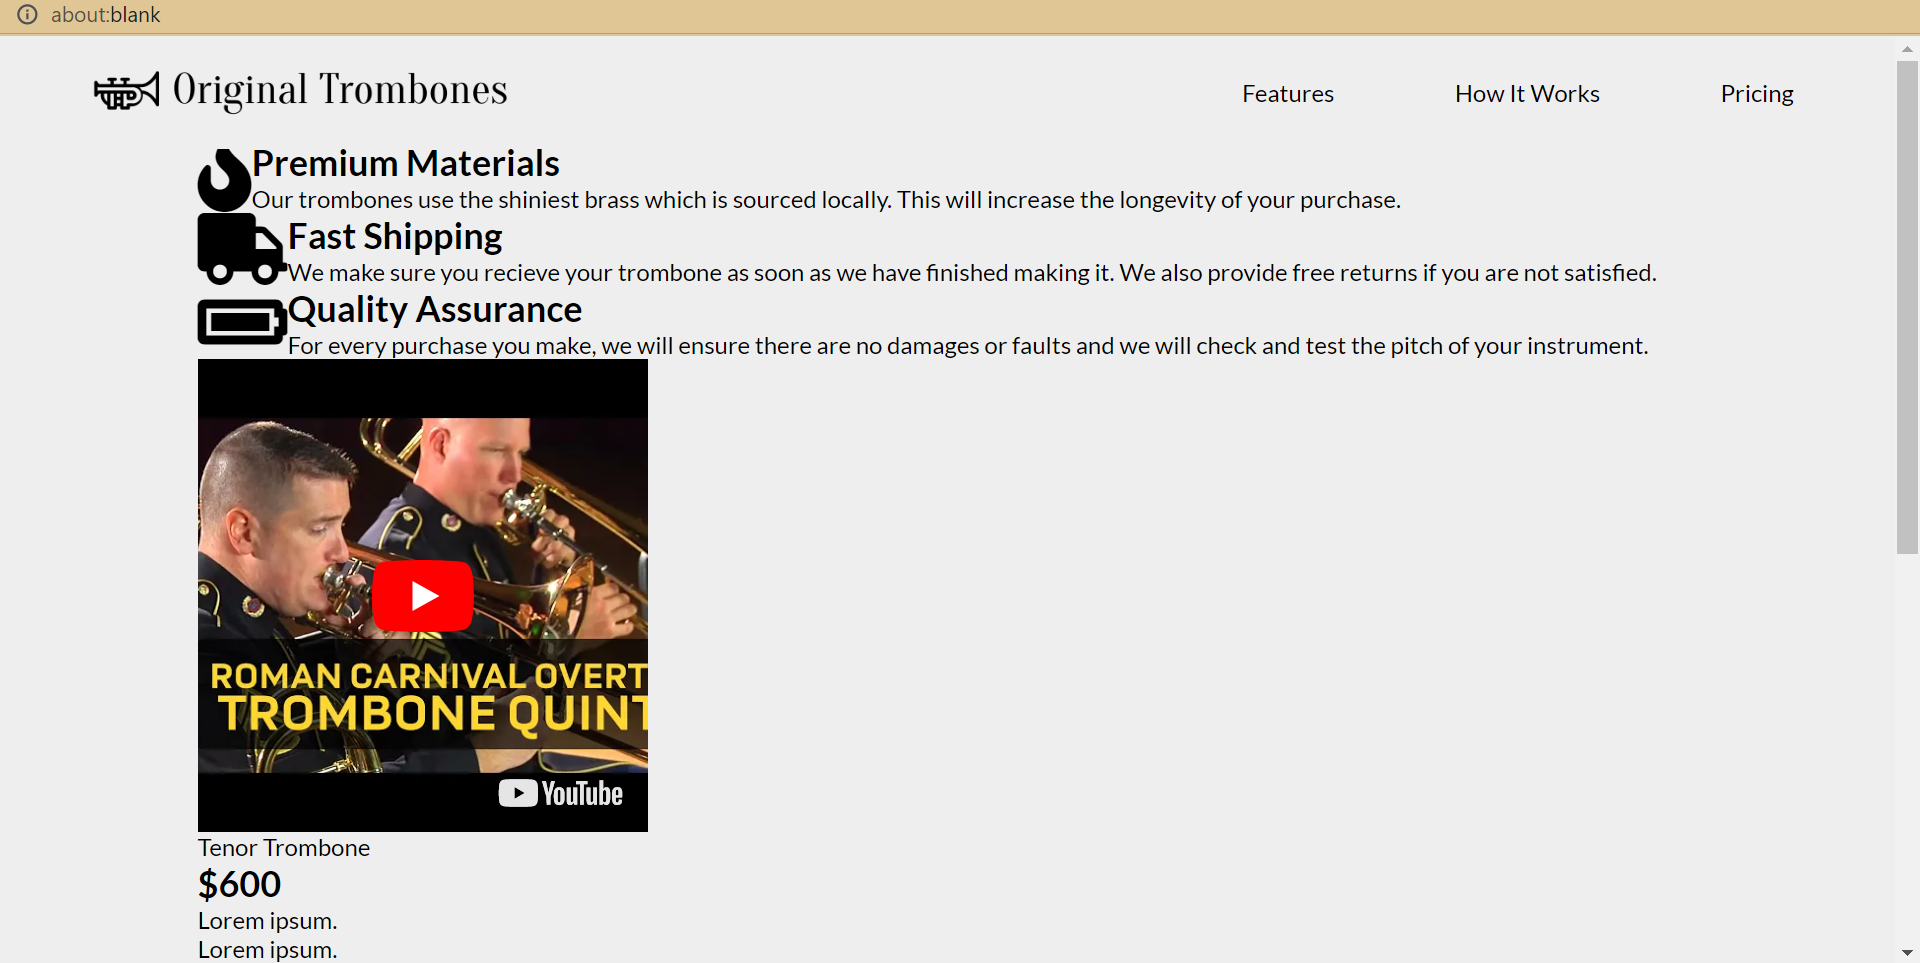 about:blank
Original Trombones
Features
How It Works
Pricing
Premium Materials
Our trombones use the shiniest brass which is sourced locally. This will increase the longevity of your purchase.
Fast Shipping
We make sure you recieve your trombone as soon as we have finished making it. We also provide free returns if you are not satisfied.
Quality Assurance
For every purchase you make, we will ensure there are no damages or faults and we will check and test the pitch of your instrument.
ROMAN CARNIVAL OVERT
TROMBONE QUINT
YouTube
Tenor Trombone
$600
Lorem ipsum.
Lorem ipsum.